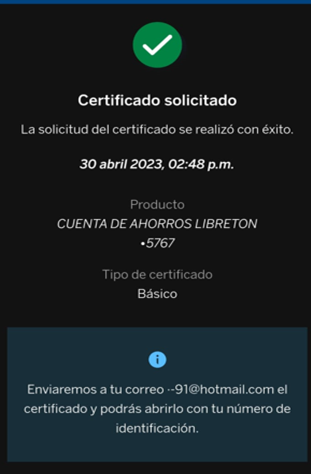 Certificado solicitado
La solicitud del certificado se realizó con éxito.
30 abril 2023, 02:48 p.m.
Producto
CUENTA DE AHORROS LIBRETON
•5767
Tipo de certificado
Básico
Enviaremos a tu correo --91@hotmail.com el
certificado y podrás abrirlo con tu número de
identificación.